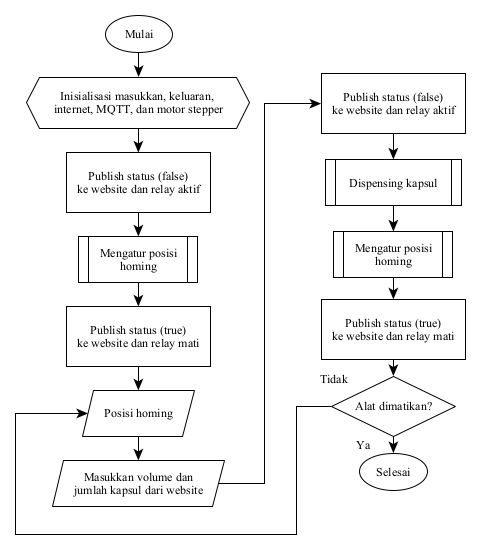 Mulai
Inisialisasi masukkan, keluaran,
internet, MQTT, dan motor stepper
Publish status (false)
ke website dan relay aktif
Mengatur posisi
homing
Publish status (true)
ke website dan relay mati
Posisi homing
Masukkan volume dan
jumlah kapsul dari website
Publish status (false)
ke website dan relay aktif
Dispensing kapsul
Mengatur posisi
homing
Publish status (true)
ke website dan relay mati
Tidak
Alat dimatikan?
Ya
Selesai